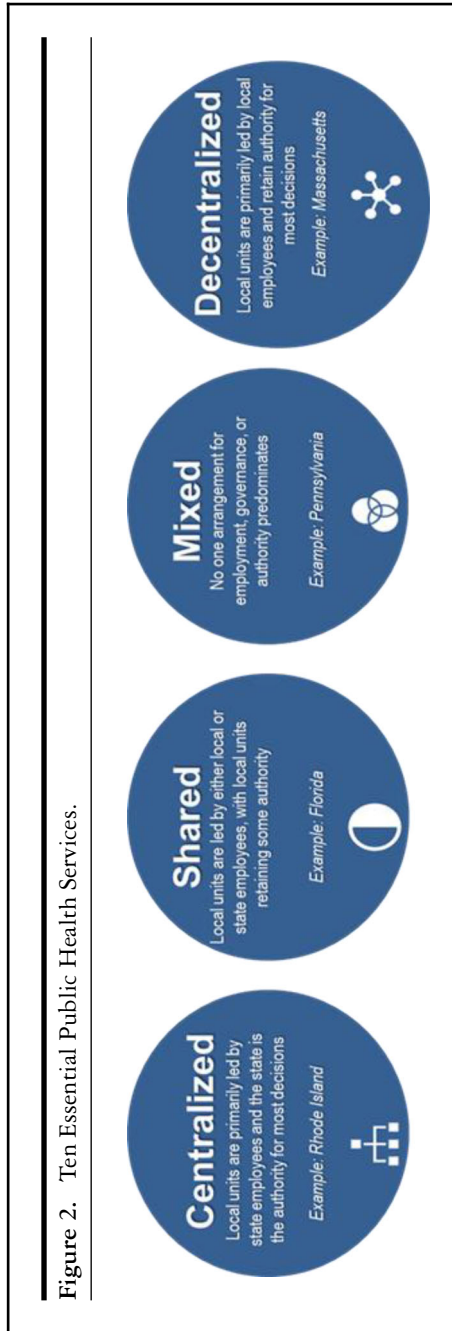 Figure 2. Ten Essential Public Health Services.
Centralized
Local units are primarily led by
state employees and the state is
the authority for most decisions
Example: Rhode Island
Shared
Local units are led by either local or
state employees, with local units
retaining some authority
Example: Florida
Mixed
No one arrangement for
employment, governance, or
authority predominates
Example: Pennsylvania
Decentralized
Local units are primarily led by local
employees and retain authority for
most decisions
Example: Massachusetts